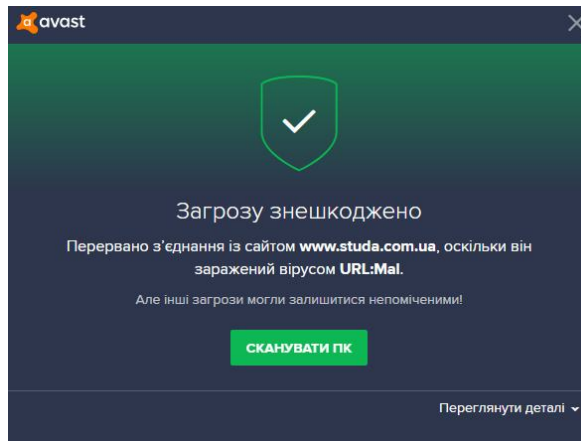 avast
Загрозу знешкоджено
Перервано з’єднання із сайтом www.studa.com.ua, оскільки він
заражений вірусом URL:Mal.
Але інші загрози могли залишитися непоміченими!
СКАНУВАТИ ПК
Переглянути деталі